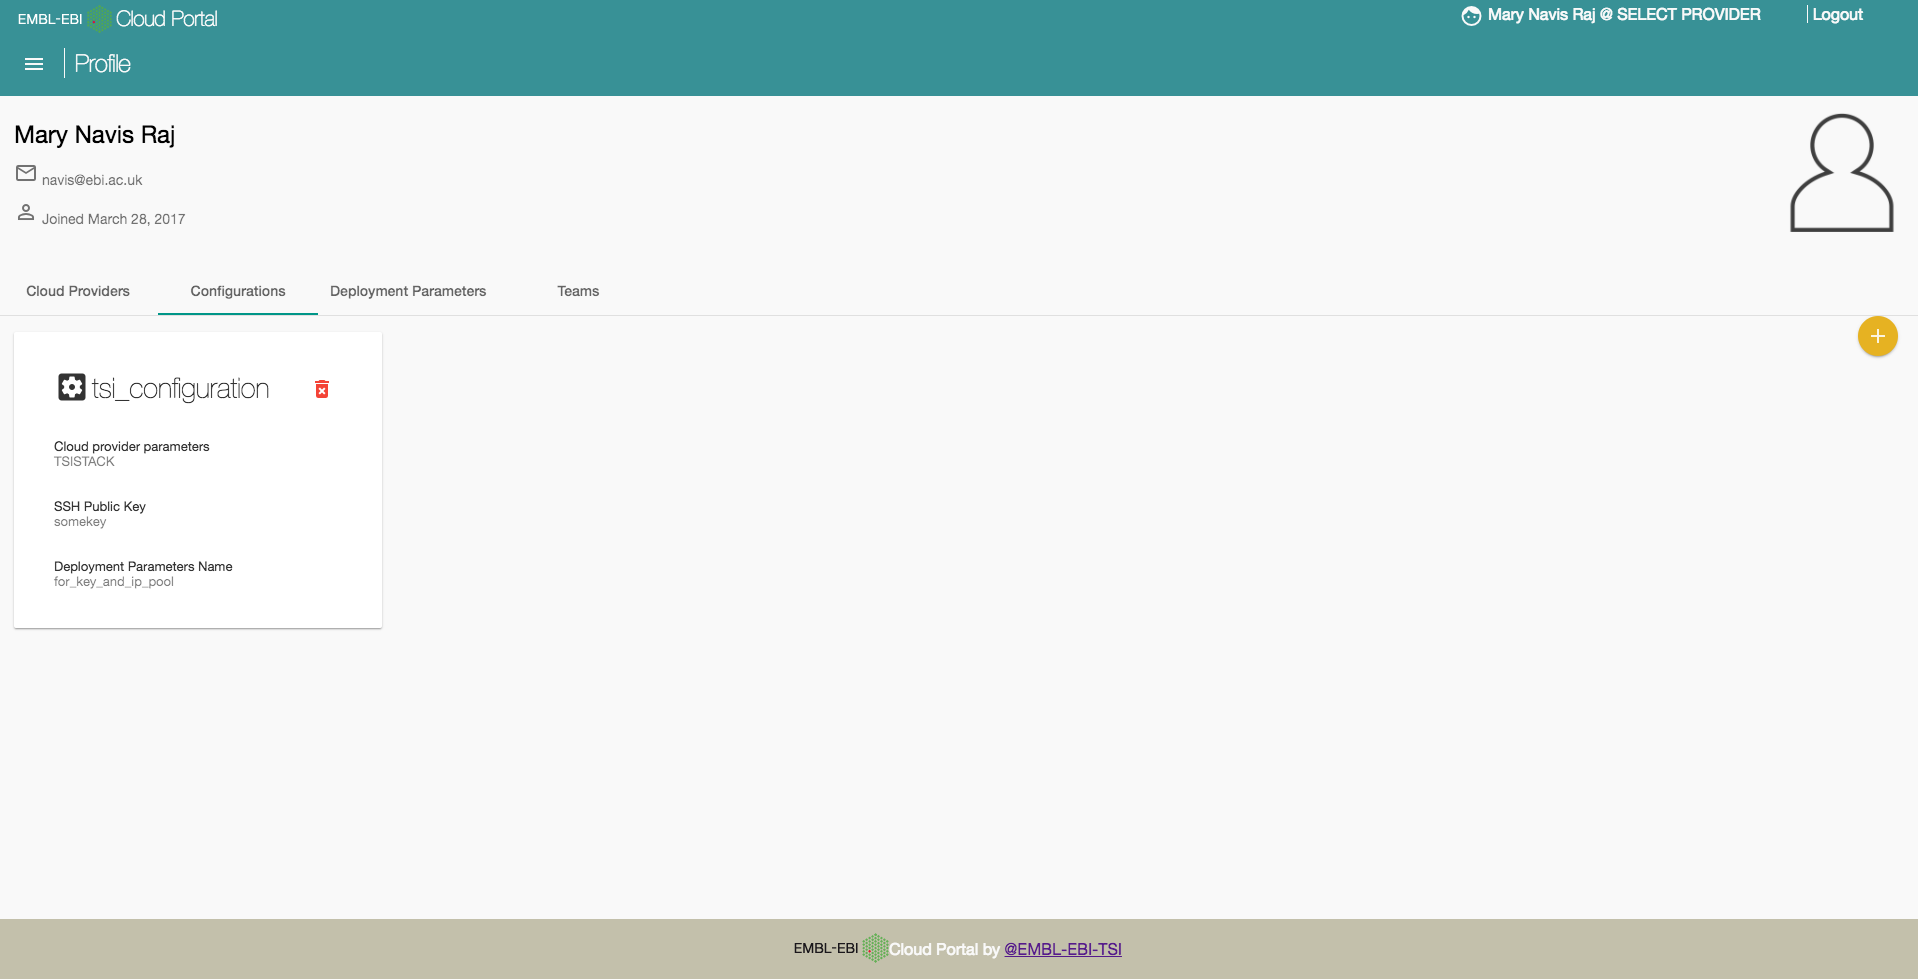 EMBL-EBI Cloud Portal
Mary Navis Raj @ SELECT PROVIDER
Logout
Profile
Mary Navis Raj
navis@ebi.ac.uk
Joined March 28, 2017
Cloud Providers
Configurations
Deployment Parameters
Teams
tsi_configuration
Cloud provider parameters
TSISTACK
SSH Public Key
somekey
Deployment Parameters Name
for_key_and_ip_pool
EMBL-EBI Cloud Portal by @EMBL-EBI-TSI